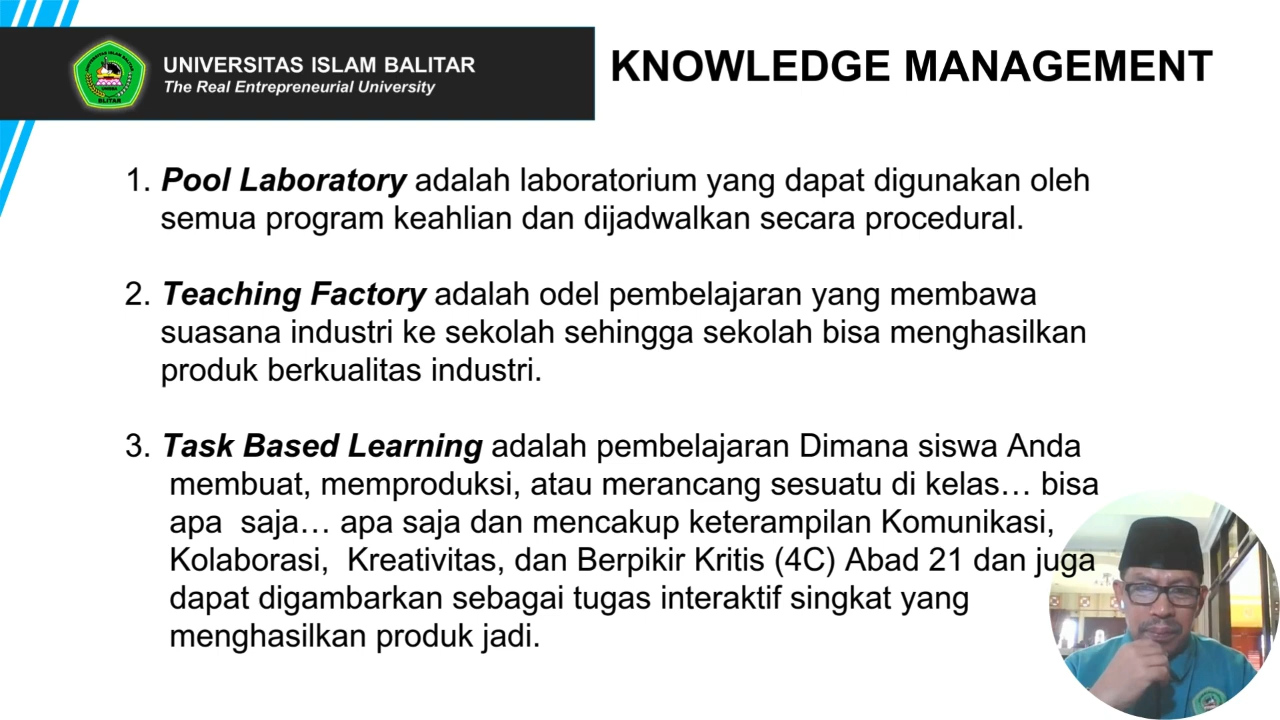 UNIVERSITAS ISLAM BALITAR
The Real Entrepreneurial University
KNOWLEDGE MANAGEMENT
1. Pool Laboratory adalah laboratorium yang dapat digunakan oleh
semua program keahlian dan dijadwalkan secara procedural.
2. Teaching Factory adalah odel pembelajaran yang membawa
suasana industri ke sekolah sehingga sekolah bisa menghasilkan
produk berkualitas industri.
3. Task Based Learning adalah pembelajaran Dimana siswa Anda
membuat, memproduksi, atau merancang sesuatu di kelas… bisa
apa saja… apa saja dan mencakup keterampilan Komunikasi,
Kolaborasi, Kreativitas, dan Berpikir Kritis (4C) Abad 21 dan juga
dapat digambarkan sebagai tugas interaktif singkat yang
menghasilkan produk jadi.